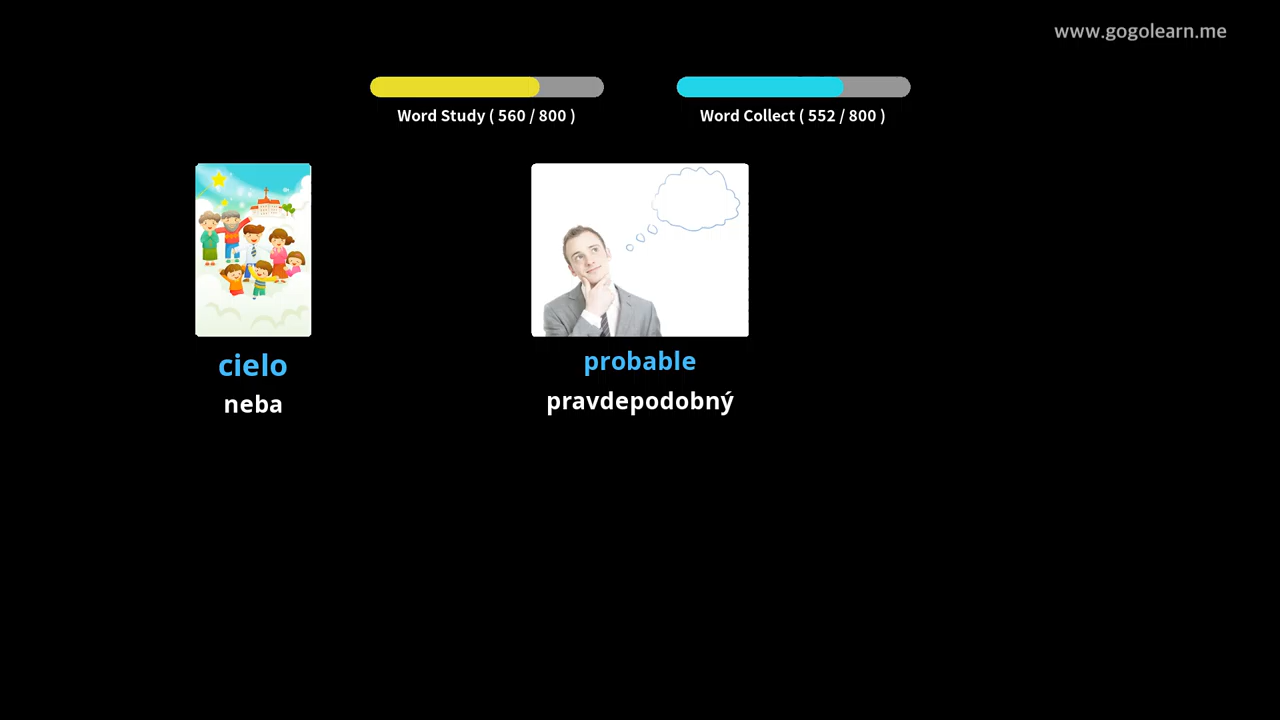 www.gogolearn.me
Word Study ( 560 / 800 )
Word Collect ( 552 / 800 )
cielo
neba
probable
pravdepodobný